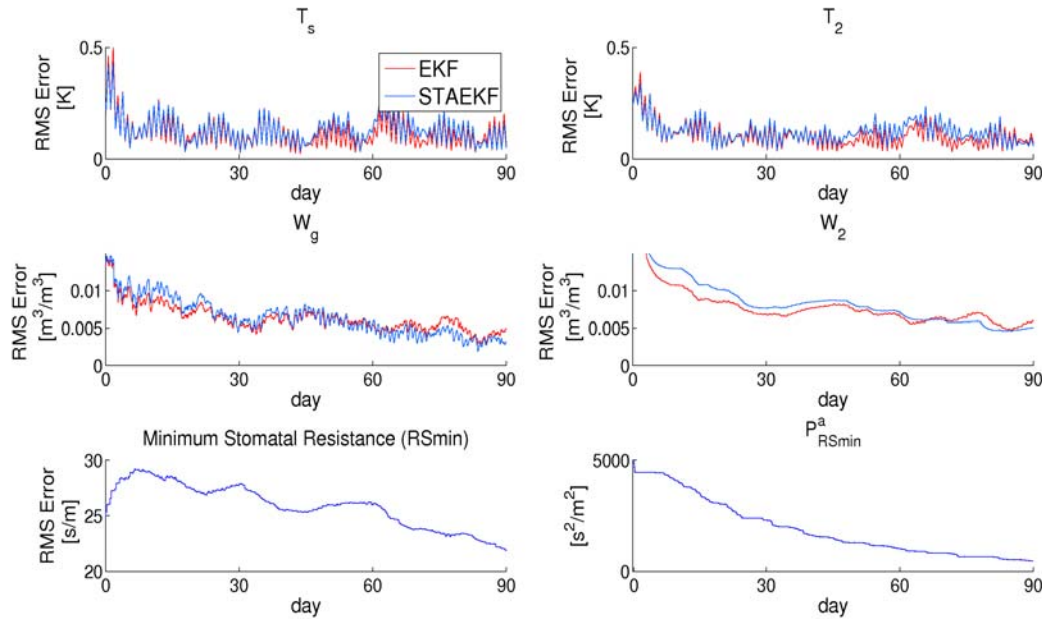 T_s
RMS Error
[K]
0.5
0
0
30
60
90
day
EKF
STAEKF
T_2
RMS Error
[K]
0.5
0
0
30
60
90
day
W_g
RMS Error
[m^3/m^3]
0.01
0.005
0
0
30
60
90
day
W_2
RMS Error
[m^3/m^3]
0.01
0.005
0
0
30
60
90
day
Minimum Stomatal Resistance (RSmin)
RMS Error
[s/m]
30
25
20
0
30
60
90
day
P^a_RSmin
[s^2/m^2]
5000
0
0
30
60
90
day